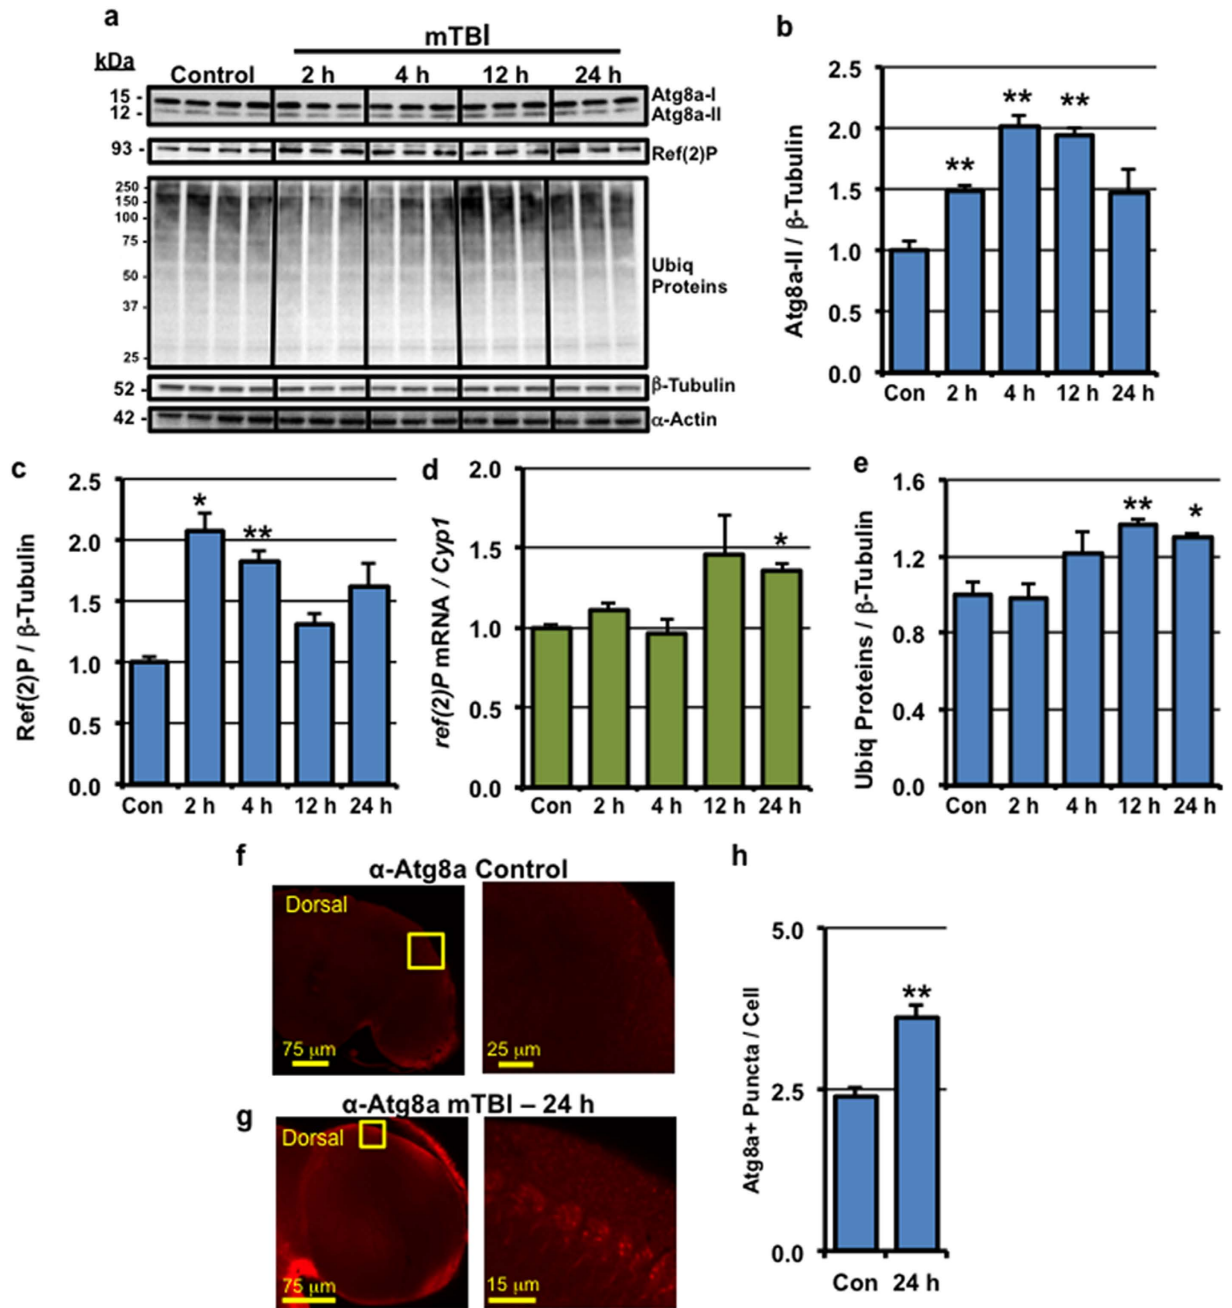 a
mTBI
kDa
Control 2 h 4 h 12 h 24 h
15 -
12 -
Atg8a-I
Atg8a-II
93 -
Ref(2)P
250 -
150 -
100 -
75 -
50 -
37 -
25 -
Ubiq
Proteins
52 -
β-Tubulin
42 -
α-Actin
b
Atg8a-II / β-Tubulin
2.5
2.0
1.5
1.0
0.5
0.0
** ** **
Con 2 h 4 h 12 h 24 h
c
Ref(2)P / β-Tubulin
2.5
2.0
1.5
1.0
0.5
0.0
* **
Con 2 h 4 h 12 h 24 h
d
ref(2)P mRNA / Cyp1
2.0
1.5
1.0
0.5
0.0
*
Con 2 h 4 h 12 h 24 h
e
Ubiq Proteins / β-Tubulin
1.6
1.2
0.8
0.4
0.0
** *
Con 2 h 4 h 12 h 24 h
f
α-Atg8a Control
Dorsal
75 μm
25 μm
g
α-Atg8a mTBI – 24 h
Dorsal
75 μm
15 μm
h
Atg8a+ Puncta / Cell
5.0
2.5
0.0
**
Con 24 h